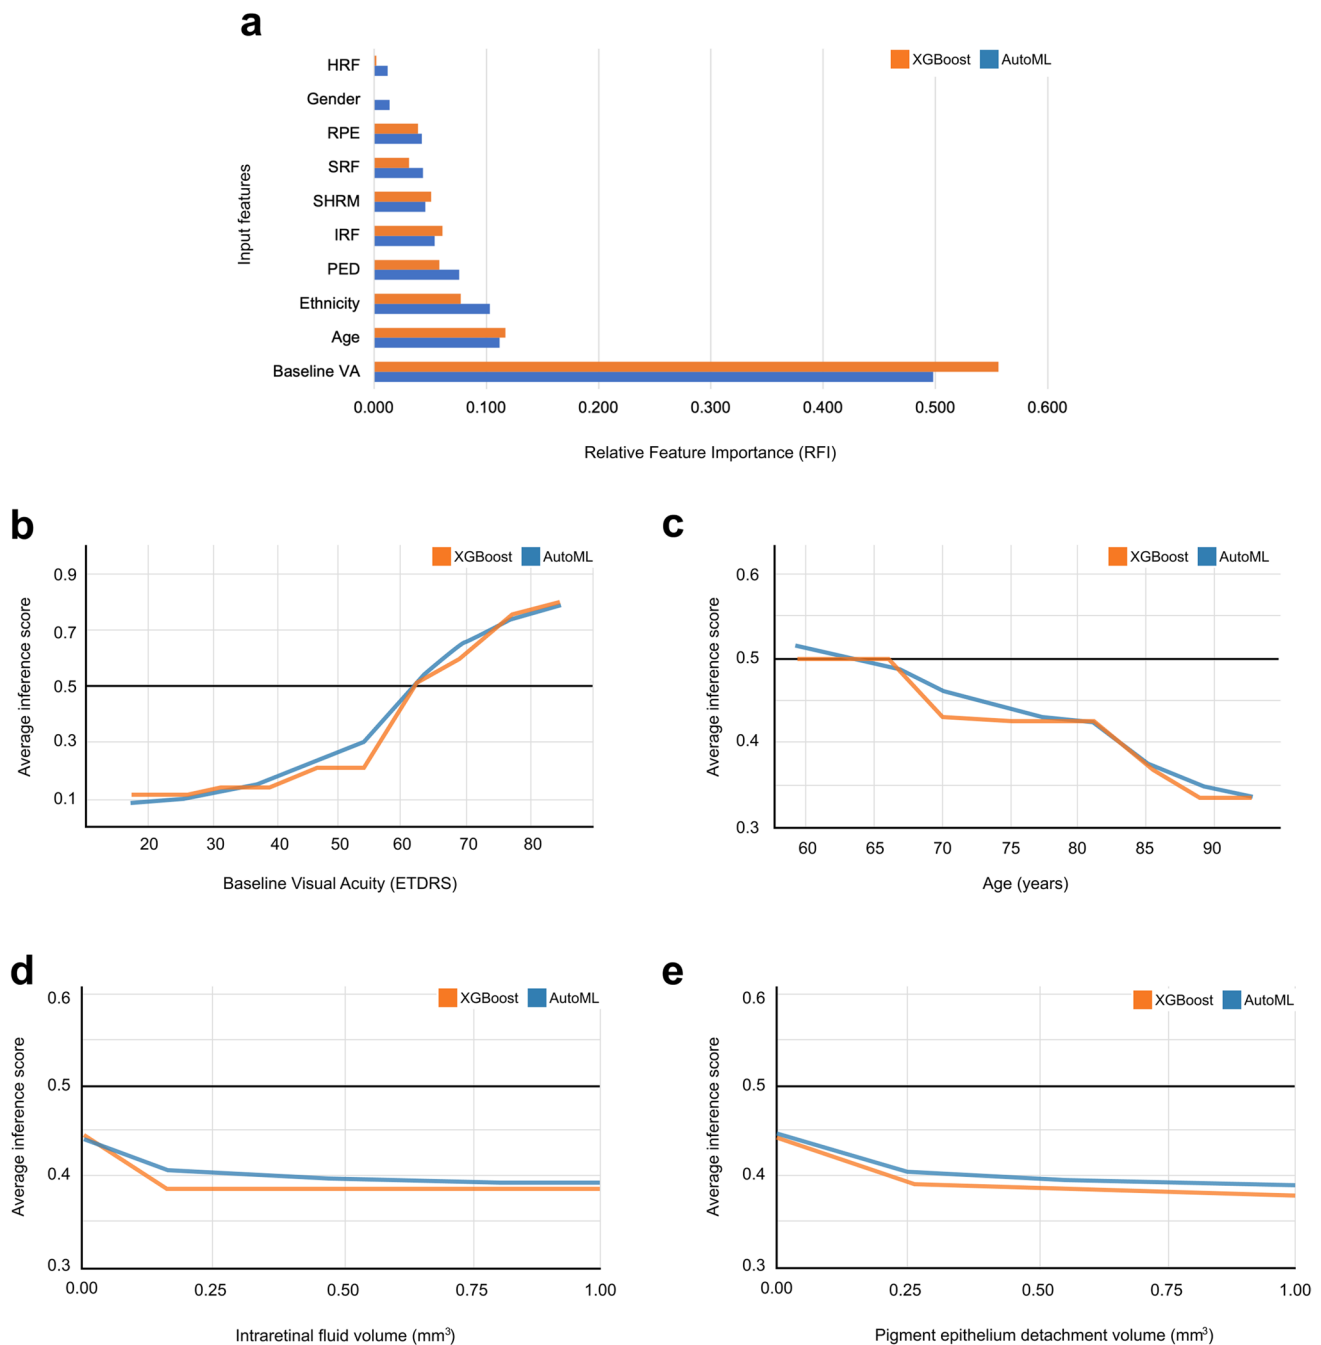 a
XGBoost AutoML
HRF
Gender
RPE
SRF
SHRM
IRF
PED
Ethnicity
Age
Baseline VA
Input features
0.000 0.100 0.200 0.300 0.400 0.500 0.600
Relative Feature Importance (RFI)
b
XGBoost AutoML
0.9
0.7
0.5
0.3
0.1
Average inference score
20 30 40 50 60 70 80
Baseline Visual Acuity (ETDRS)
c
XGBoost AutoML
0.6
0.5
0.4
0.3
Average inference score
60 65 70 75 80 85 90
Age (years)
d
XGBoost AutoML
0.6
0.5
0.4
0.3
Average inference score
0.00 0.25 0.50 0.75 1.00
Intraretinal fluid volume (mm³)
e
XGBoost AutoML
0.6
0.5
0.4
0.3
Average inference score
0.00 0.25 0.50 0.75 1.00
Pigment epithelium detachment volume (mm³)